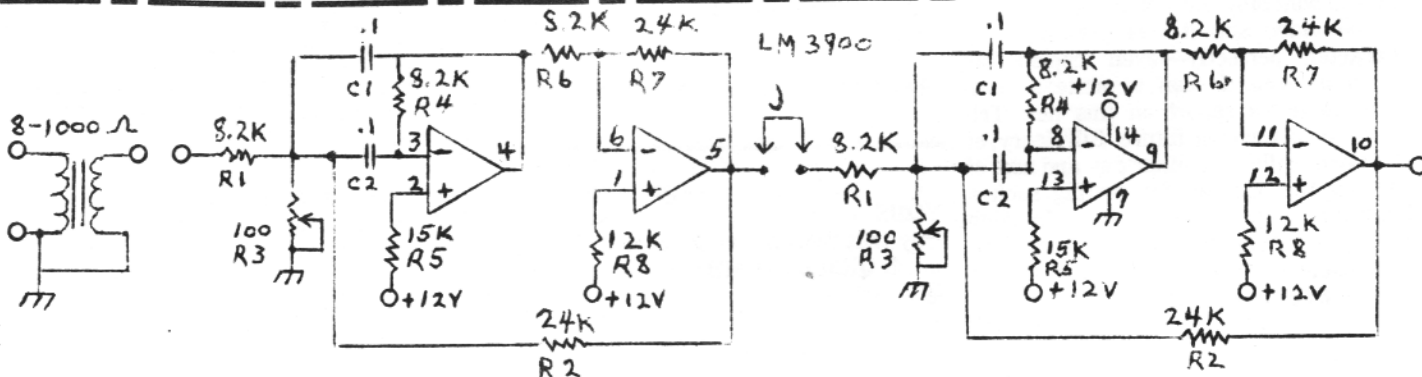 .1
8.2K
24K
LM3900
.1
8.2K
24K
C1
8.2K
R4
R6
R7
C1
8.2K
R4
+12V
R6
R7
8-1000 Ω
8.2K
R1
.1
C2
3
-
4
2
+
6
-
5
1
+
J
8.2K
R1
.1
C2
8
-
14
9
13
+
7
11
-
10
12
+
100
R3
15K
R5
+12V
12K
R8
+12V
100
R3
15K
R5
+12V
12K
R8
+12V
24K
R2
24K
R2